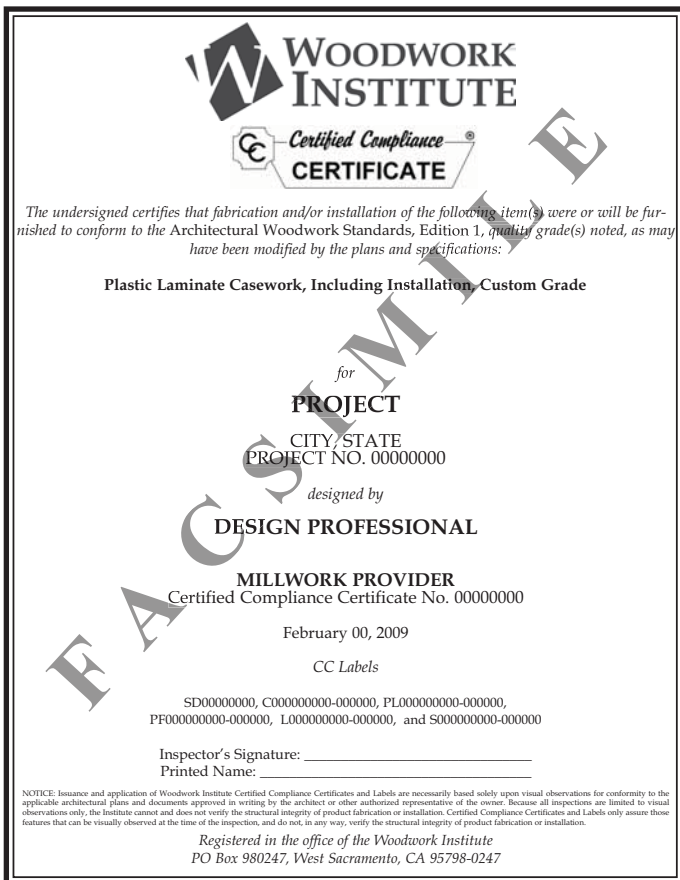 WOODWORK
INSTITUTE
CC Certified Compliance ®
CERTIFICATE
The undersigned certifies that fabrication and/or installation of the following item(s) were or will be fur-
nished to conform to the Architectural Woodwork Standards, Edition 1, quality grade(s) noted, as may
have been modified by the plans and specifications:
Plastic Laminate Casework, Including Installation, Custom Grade
for
PROJECT
CITY, STATE
PROJECT NO. 00000000
designed by
DESIGN PROFESSIONAL
MILLWORK PROVIDER
Certified Compliance Certificate No. 00000000
February 00, 2009
CC Labels
SD00000000, C000000000-000000, PL000000000-000000,
PF000000000-000000, L000000000-000000, and S000000000-000000
Inspector's Signature: ______________________________
Printed Name: ____________________________________
NOTICE: Issuance and application of Woodwork Institute Certified Compliance Certificates and Labels are necessarily based solely upon visual observations for conformity to the
applicable architectural plans and documents approved in writing by the architect or other authorized representative of the owner. Because all inspections are limited to visual
observations only, the Institute cannot and does not verify the structural integrity of product fabrication or installation. Certified Compliance Certificates and Labels only assure those
features that can be visually observed at the time of the inspection, and do not, in any way, verify the structural integrity of product fabrication or installation.
Registered in the office of the Woodwork Institute
PO Box 980247, West Sacramento, CA 95798-0247
FACSIMILE